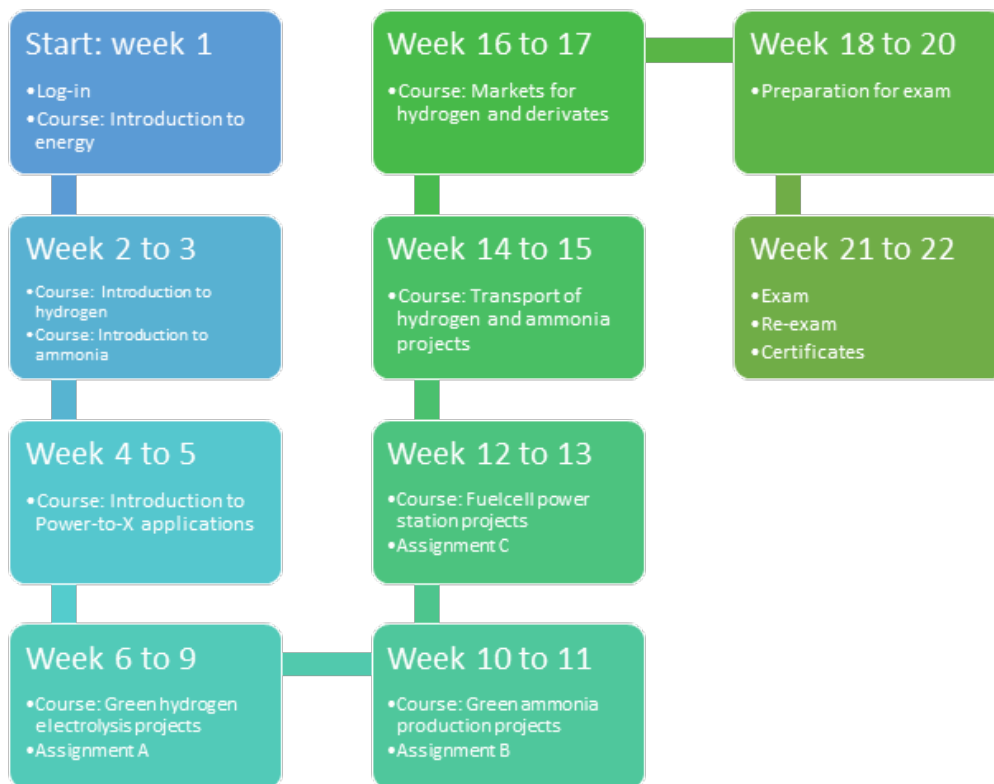 Start: week 1
•Log-in
•Course: Introduction to
energy
Week 2 to 3
•Course: Introduction to
hydrogen
•Course: Introduction to
ammonia
Week 4 to 5
•Course: Introduction to
Power-to-X applications
Week 6 to 9
•Course: Green hydrogen
electrolysis projects
•Assignment A
Week 10 to 11
•Course: Green ammonia
production projects
•Assignment B
Week 12 to 13
•Course: Fuelcell power
station projects
•Assignment C
Week 14 to 15
•Course: Transport of
hydrogen and ammonia
projects
Week 16 to 17
•Course: Markets for
hydrogen and derivates
Week 18 to 20
•Preparation for exam
Week 21 to 22
•Exam
•Re-exam
•Certificates